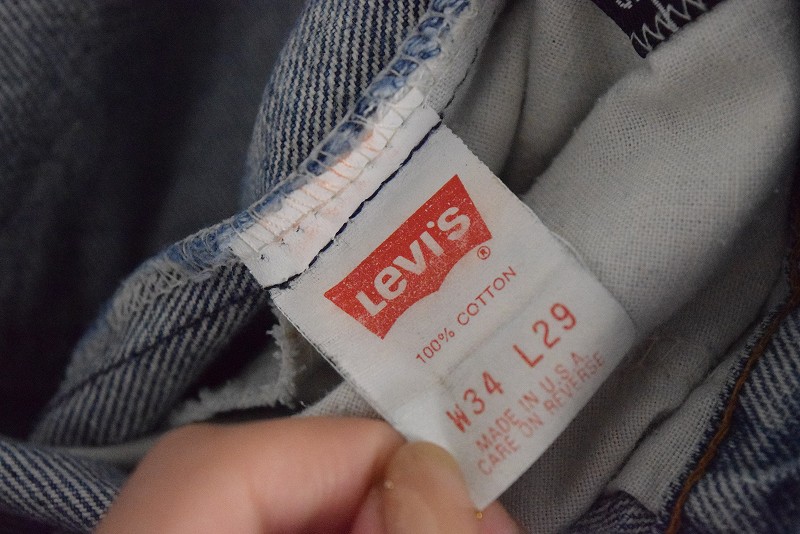 Levi's®
100% COTTON
W34 L29
MADE IN U.S.A.
CARE ON REVERSE